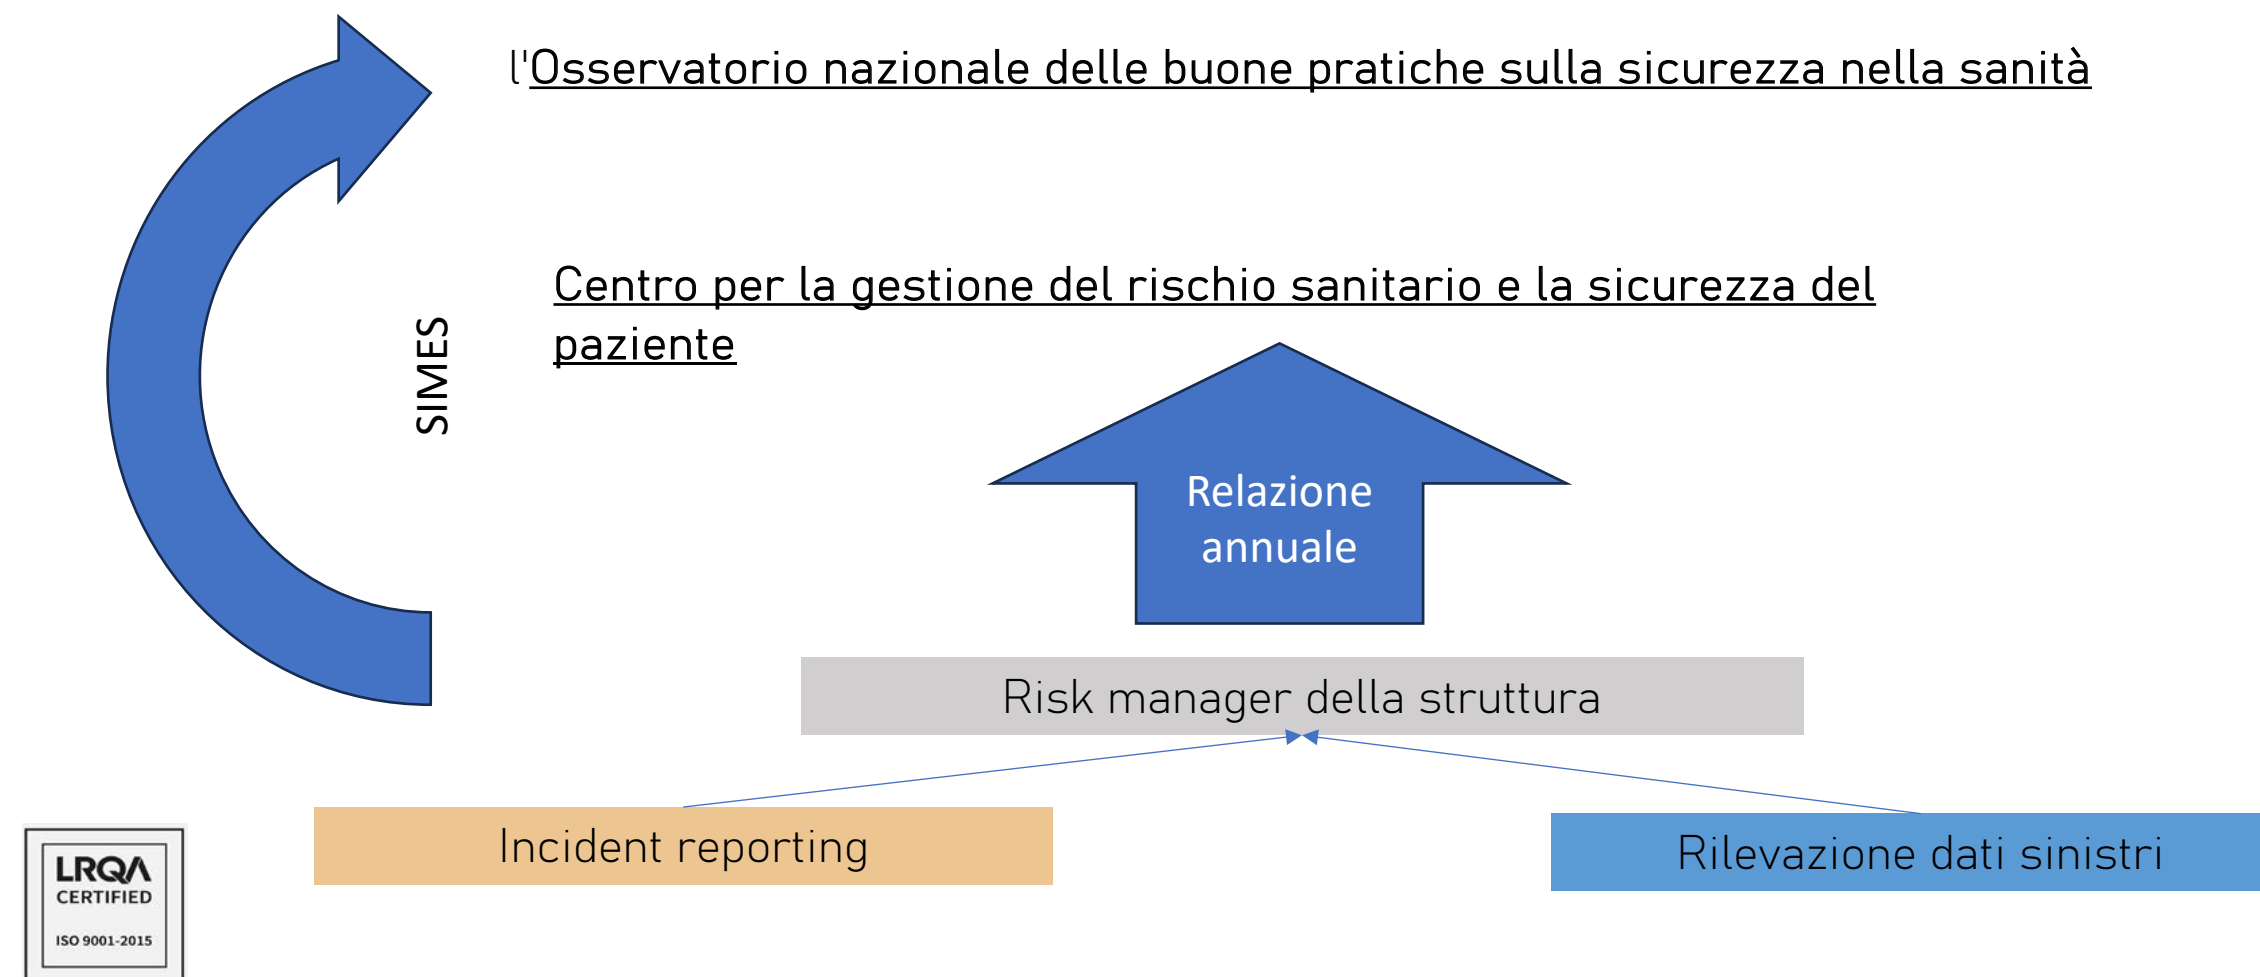 l'Osservatorio nazionale delle buone pratiche sulla sicurezza nella sanità
Centro per la gestione del rischio sanitario e la sicurezza del
paziente
SIMES
Relazione
annuale
Risk manager della struttura
Incident reporting
Rilevazione dati sinistri
LRQA
CERTIFIED
ISO 9001-2015